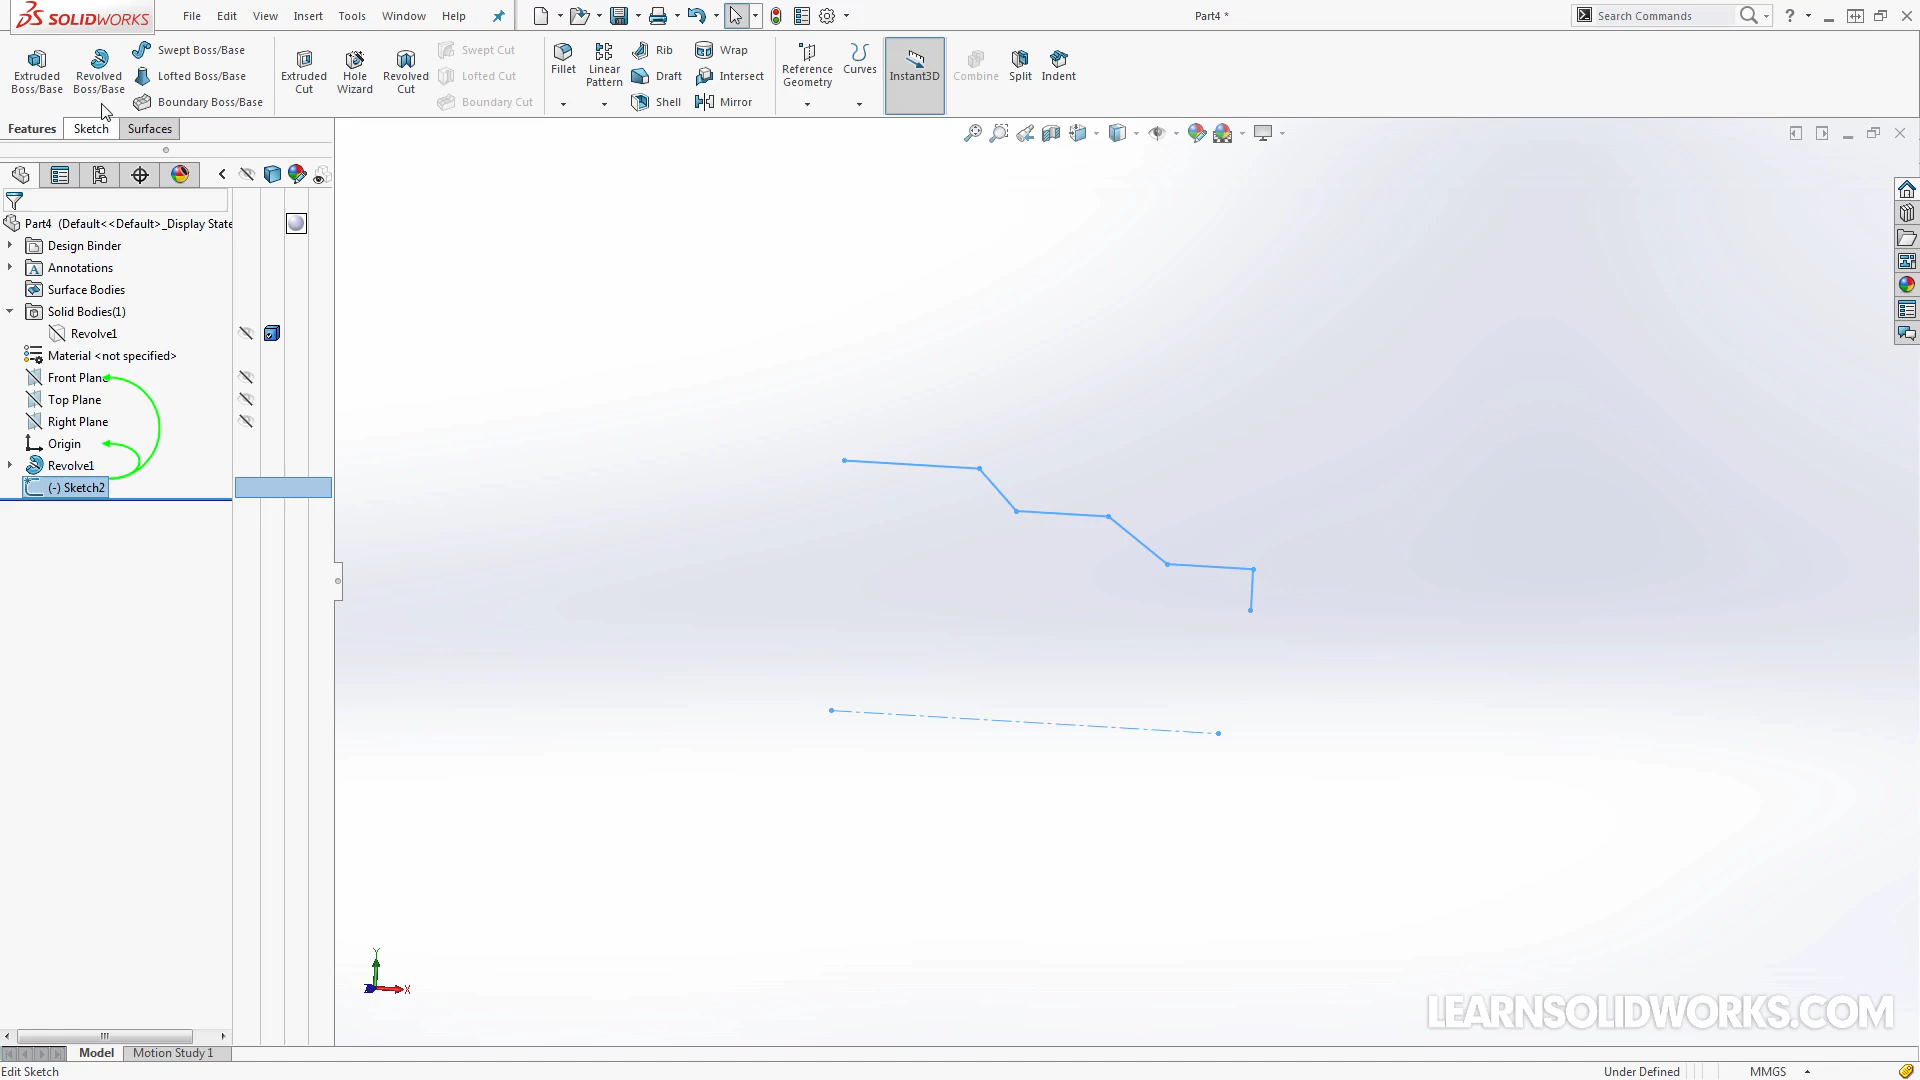 SOLIDWORKS
File Edit View Insert Tools Window Help
Part4 *
Search Commands
Extruded Boss/Base
Revolved Boss/Base
Swept Boss/Base
Lofted Boss/Base
Boundary Boss/Base
Extruded Cut
Hole Wizard
Revolved Cut
Swept Cut
Lofted Cut
Boundary Cut
Fillet
Linear Pattern
Rib
Draft
Shell
Wrap
Intersect
Mirror
Reference Geometry
Curves
Instant3D
Combine
Split
Indent
Features Sketch Surfaces
Part4 (Default<<Default>_Display State
Design Binder
Annotations
Surface Bodies
Solid Bodies(1)
Revolve1
Material <not specified>
Front Plane
Top Plane
Right Plane
Origin
Revolve1
(-) Sketch2
Y
X
LEARNSOLIDWORKS.COM
Model Motion Study 1
Edit Sketch
Under Defined
MMGS